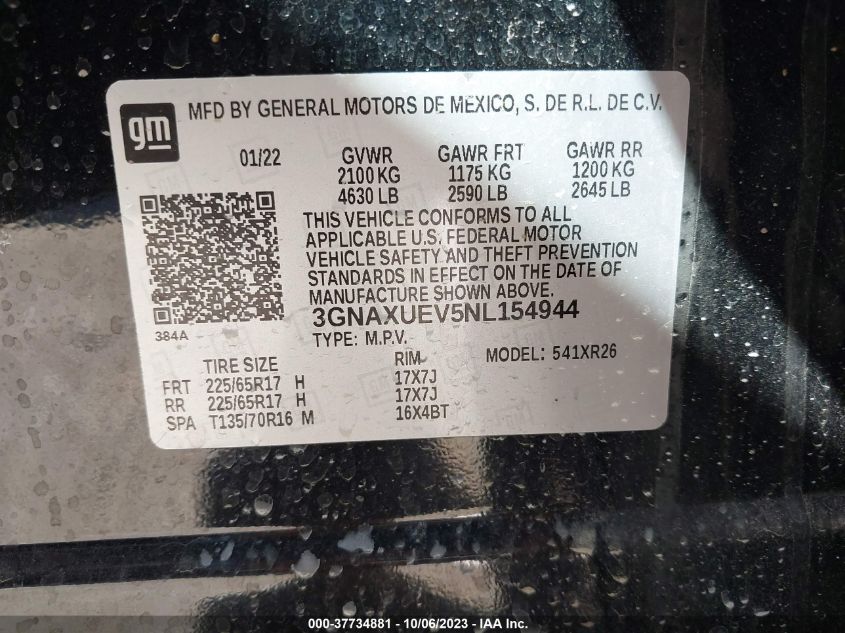 gm
MFD BY GENERAL MOTORS DE MEXICO, S. DE R.L. DE C.V.
01/22 GVWR GAWR FRT GAWR RR
2100 KG 1175 KG 1200 KG
4630 LB 2590 LB 2645 LB
THIS VEHICLE CONFORMS TO ALL
APPLICABLE U.S. FEDERAL MOTOR
VEHICLE SAFETY AND THEFT PREVENTION
STANDARDS IN EFFECT ON THE DATE OF
MANUFACTURE SHOWN ABOVE.
3GNAXUEV5NL154944
384A
TYPE: M.P.V. MODEL: 541XR26
TIRE SIZE RIM
FRT 225/65R17 H 17X7J
RR 225/65R17 H 17X7J
SPA T135/70R16 M 16X4BT
000-37734881 - 10/06/2023 - IAA Inc.